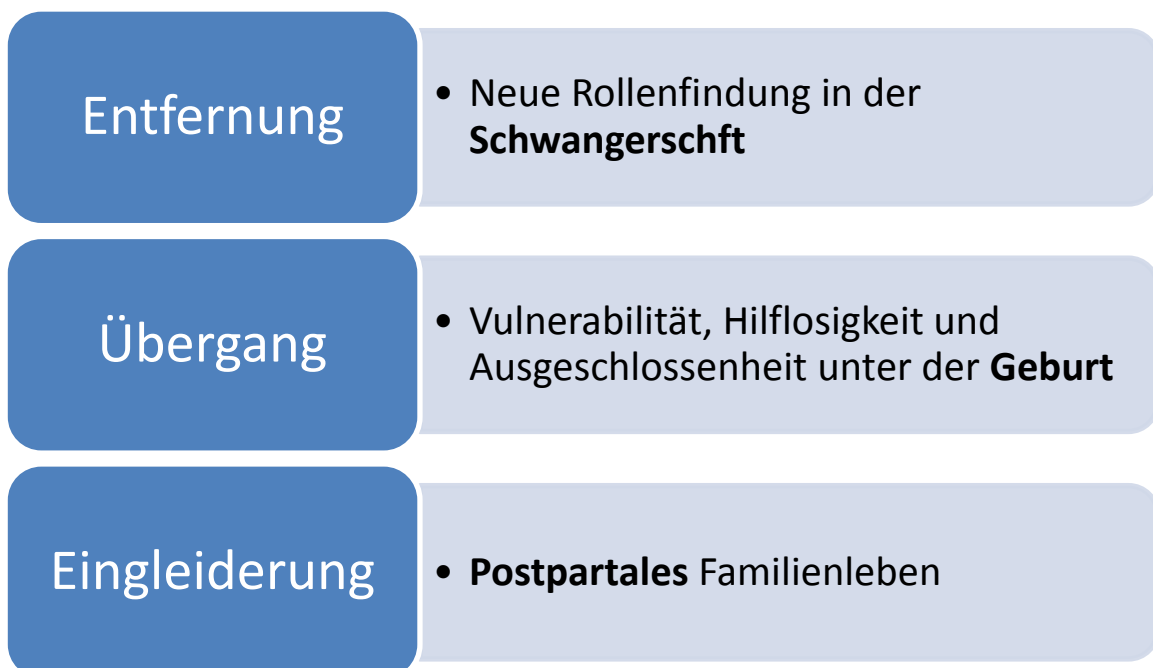 Entfernung
• Neue Rollenfindung in der
Schwangerschft
Übergang
• Vulnerabilität, Hilflosigkeit und
Ausgeschlossenheit unter der Geburt
Eingleiderung
• Postpartales Familienleben